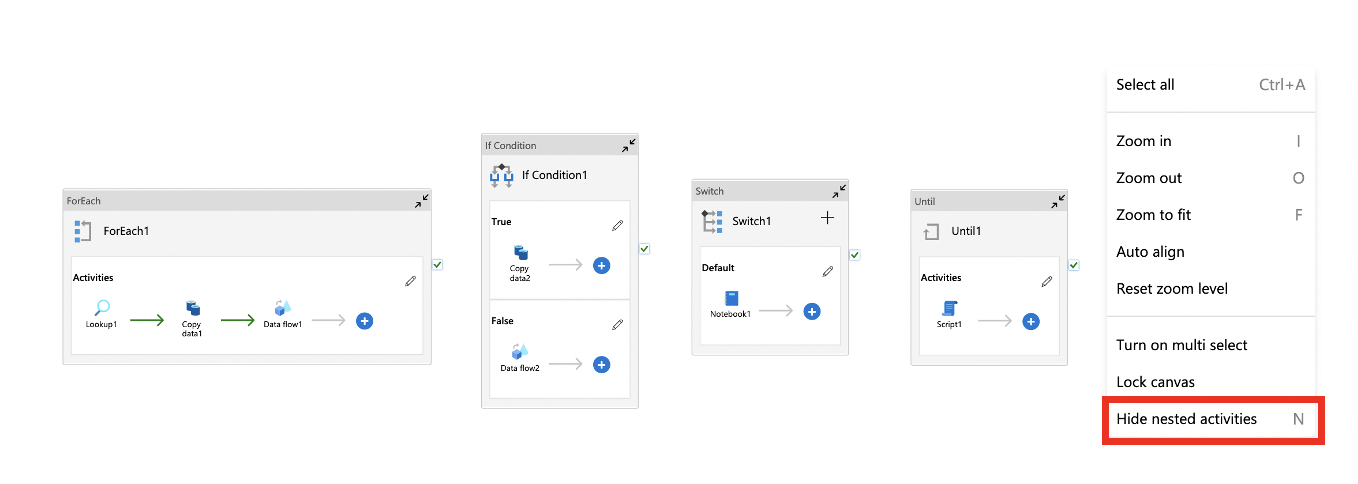 ForEach
ForEach1
Activities
Lookup1
Copy
data1
Data flow1
If Condition
If Condition1
True
Copy
data2
False
Data flow2
Switch
Switch1
Default
Notebook1
Until
Until1
Activities
Script1
Select all Ctrl+A
Zoom in I
Zoom out O
Zoom to fit F
Auto align
Reset zoom level
Turn on multi select
Lock canvas
Hide nested activities N